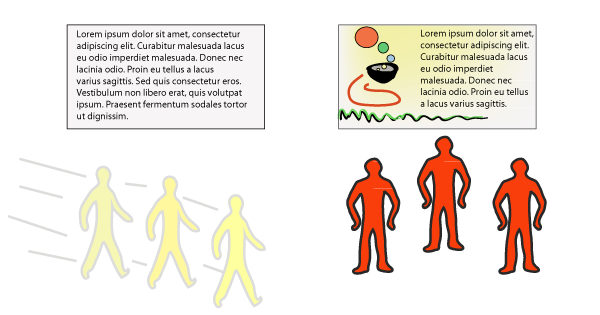 Lorem ipsum dolor sit amet, consectetur
adipiscing elit. Curabitur malesuada lacus
eu odio imperdiet malesuada. Donec nec
lacinia odio. Proin eu tellus a lacus
varius sagittis. Sed quis consectetur eros.
Vestibulum non libero erat, quis volutpat
ipsum. Praesent fermentum sodales tortor
ut dignissim.
Lorem ipsum dolor sit amet,
consectetur adipiscing elit.
Curabitur malesuada lacus
eu odio imperdiet
malesuada. Donec nec
lacinia odio. Proin eu tellus
a lacus varius sagittis.